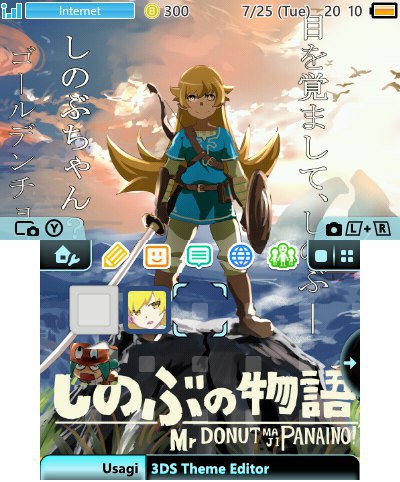 Internet 300 7/25 (Tue) 20 10
目を覚まして、しのぶ—
しのぶちゃんの
ゴールデンチョ
Y L+R
しのぶの物語
Mr DONUT MAJI PANAINO!
Usagi 3DS Theme Editor